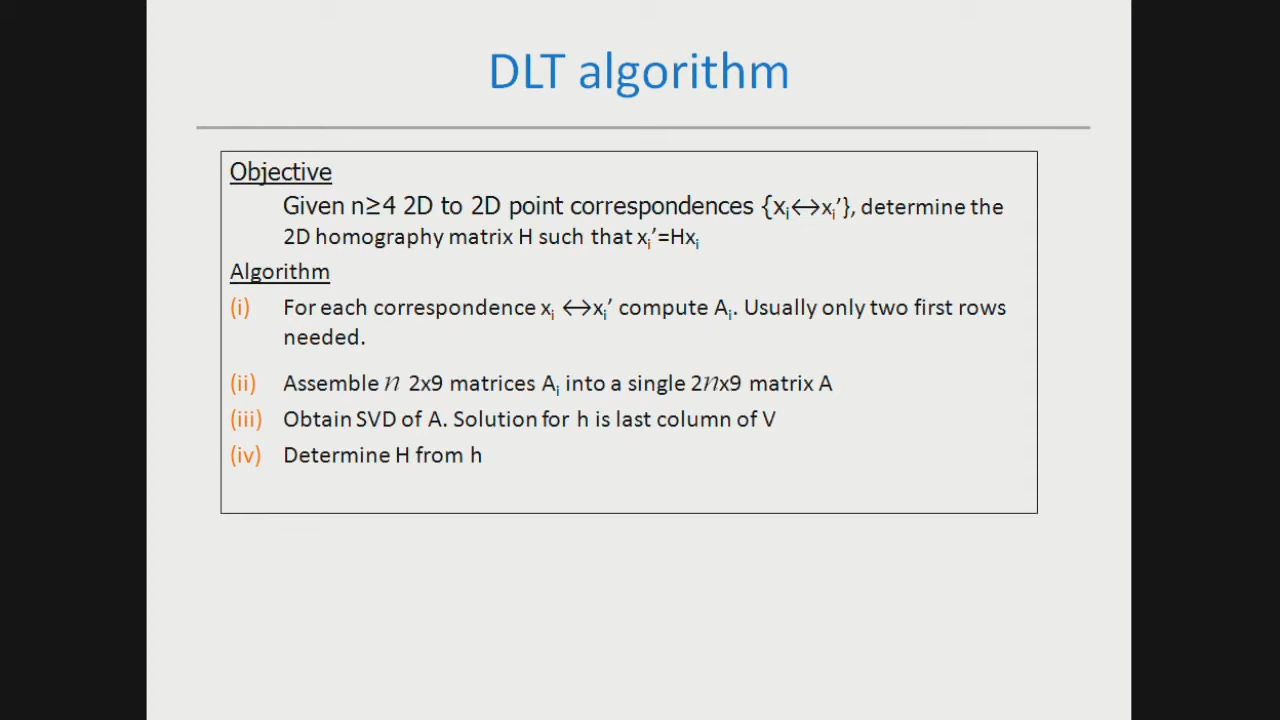 DLT algorithm
Objective
Given n≥4 2D to 2D point correspondences {xᵢ↔xᵢ’}, determine the
2D homography matrix H such that xᵢ’=Hxᵢ
Algorithm
(i) For each correspondence xᵢ ↔xᵢ’ compute Aᵢ. Usually only two first rows
needed.
(ii) Assemble n 2x9 matrices Aᵢ into a single 2nx9 matrix A
(iii) Obtain SVD of A. Solution for h is last column of V
(iv) Determine H from h